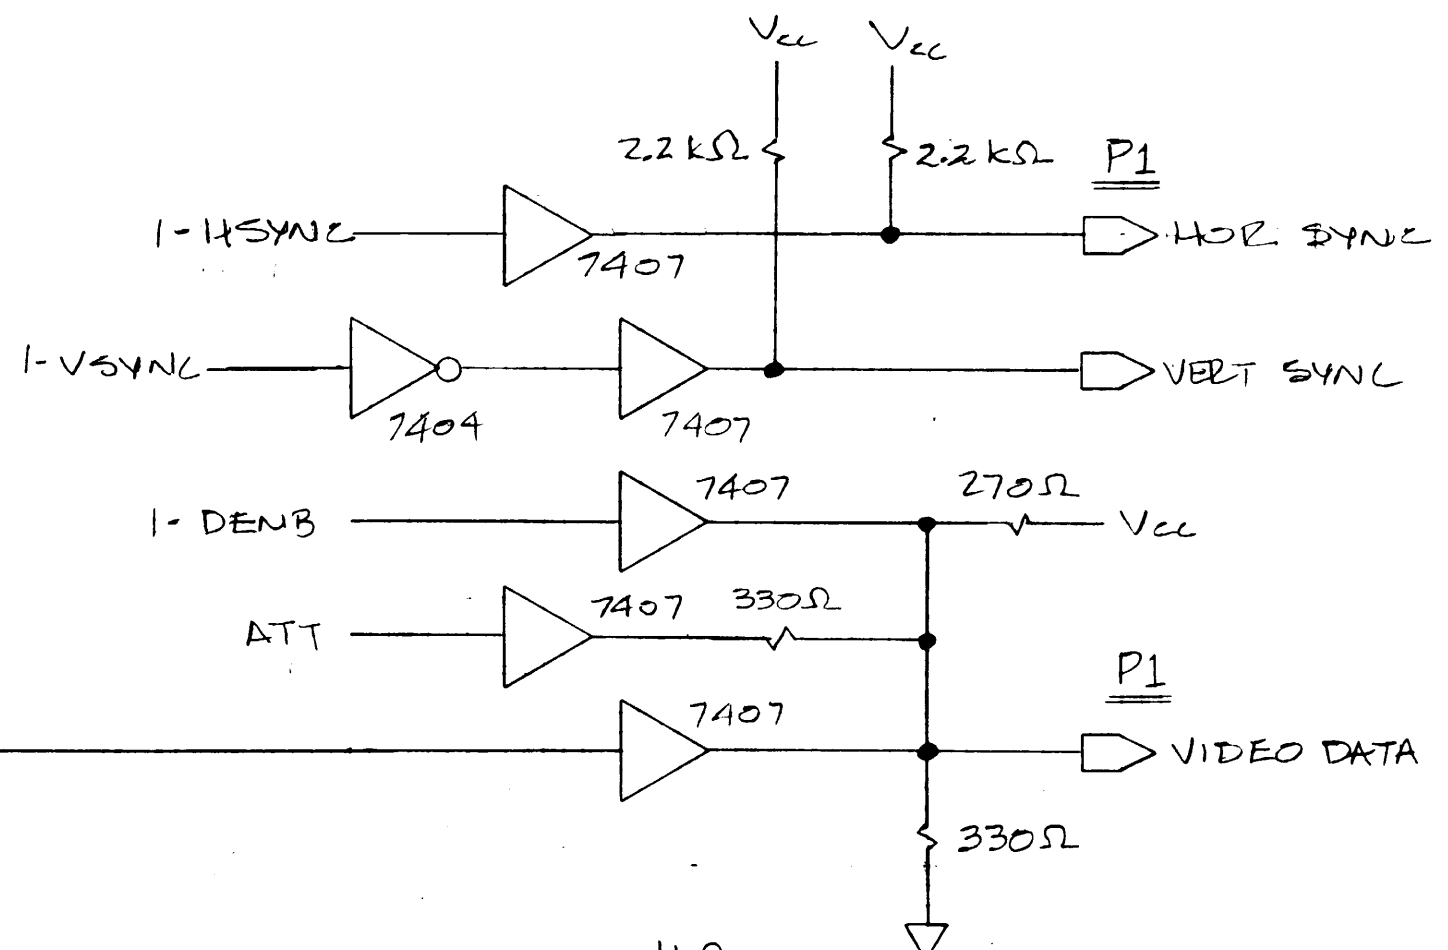 Vcc Vcc
2.2 kΩ 2.2 kΩ P1
1-HSYNC 7407 HOR SYNC
1-VSYNC 7404 7407 VERT SYNC
1-DENB 7407 270Ω Vcc
ATT 7407 330Ω
P1
7407 VIDEO DATA
330Ω